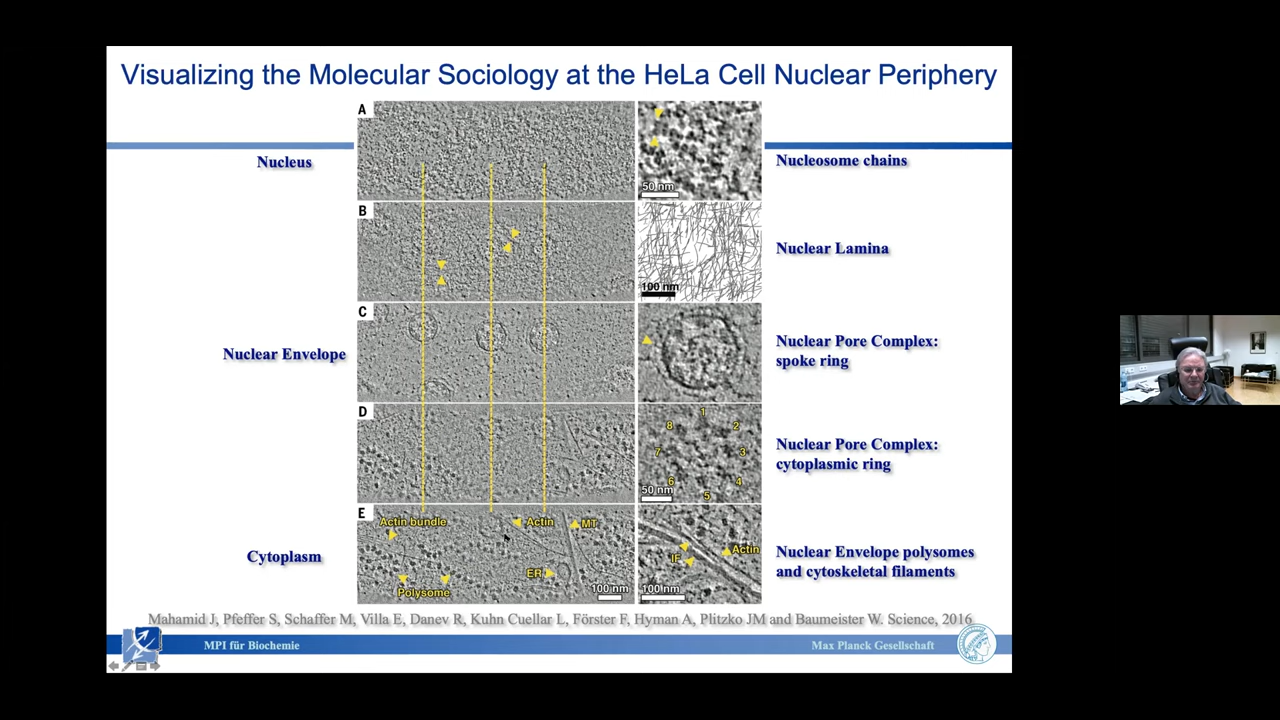 Visualizing the Molecular Sociology at the HeLa Cell Nuclear Periphery
A
Nucleus
50 nm
Nucleosome chains
B
100 nm
Nuclear Lamina
C
Nuclear Envelope
Nuclear Pore Complex:
spoke ring
D
1
2
3
4
5
6
7
8
50 nm
Nuclear Pore Complex:
cytoplasmic ring
E
Actin bundle
Actin
MT
ER
Polysome
100 nm
Cytoplasm
IF
Actin
100 nm
Nuclear Envelope polysomes
and cytoskeletal filaments
Mahamid J, Pfeffer S, Schaffer M, Villa E, Danev R, Kuhn Cuellar L, Förster F, Hyman A, Plitzko JM and Baumeister W. Science, 2016
MPI für Biochemie
Max Planck Gesellschaft